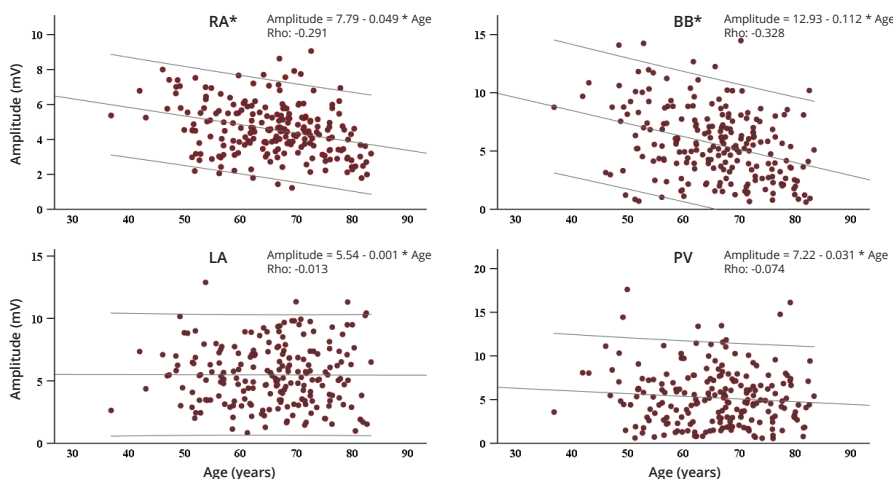 RA*
Amplitude = 7.79 - 0.049 * Age
Rho: -0.291
Amplitude (mV)
10
8
6
4
2
0
30 40 50 60 70 80 90
BB*
Amplitude = 12.93 - 0.112 * Age
Rho: -0.328
15
10
5
0
30 40 50 60 70 80 90
LA
Amplitude = 5.54 - 0.001 * Age
Rho: -0.013
Amplitude (mV)
15
10
5
0
30 40 50 60 70 80 90
Age (years)
PV
Amplitude = 7.22 - 0.031 * Age
Rho: -0.074
20
15
10
5
0
30 40 50 60 70 80 90
Age (years)